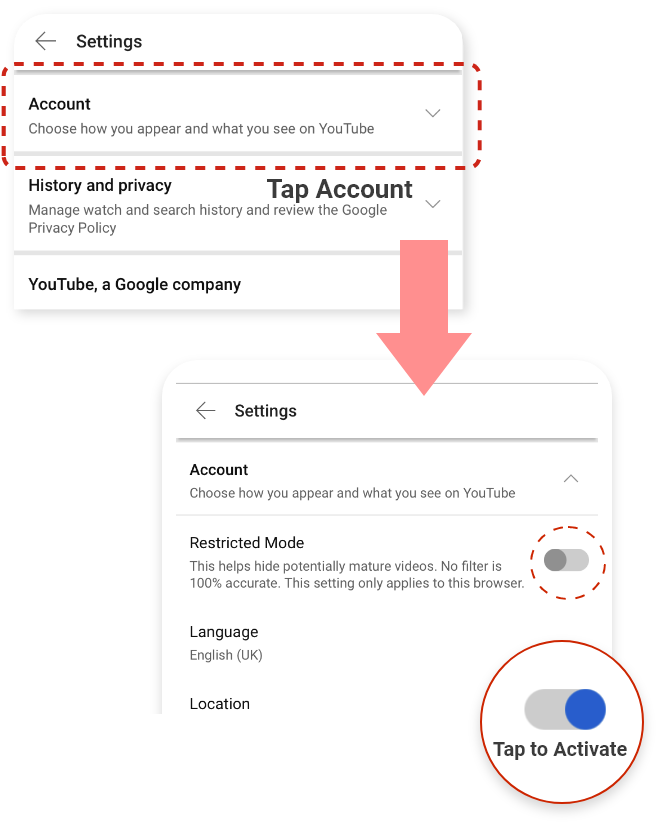 Settings
Account
Choose how you appear and what you see on YouTube
History and privacy
Tap Account
Manage watch and search history and review the Google
Privacy Policy
YouTube, a Google company
Settings
Account
Choose how you appear and what you see on YouTube
Restricted Mode
This helps hide potentially mature videos. No filter is
100% accurate. This setting only applies to this browser.
Language
English (UK)
Location
Tap to Activate